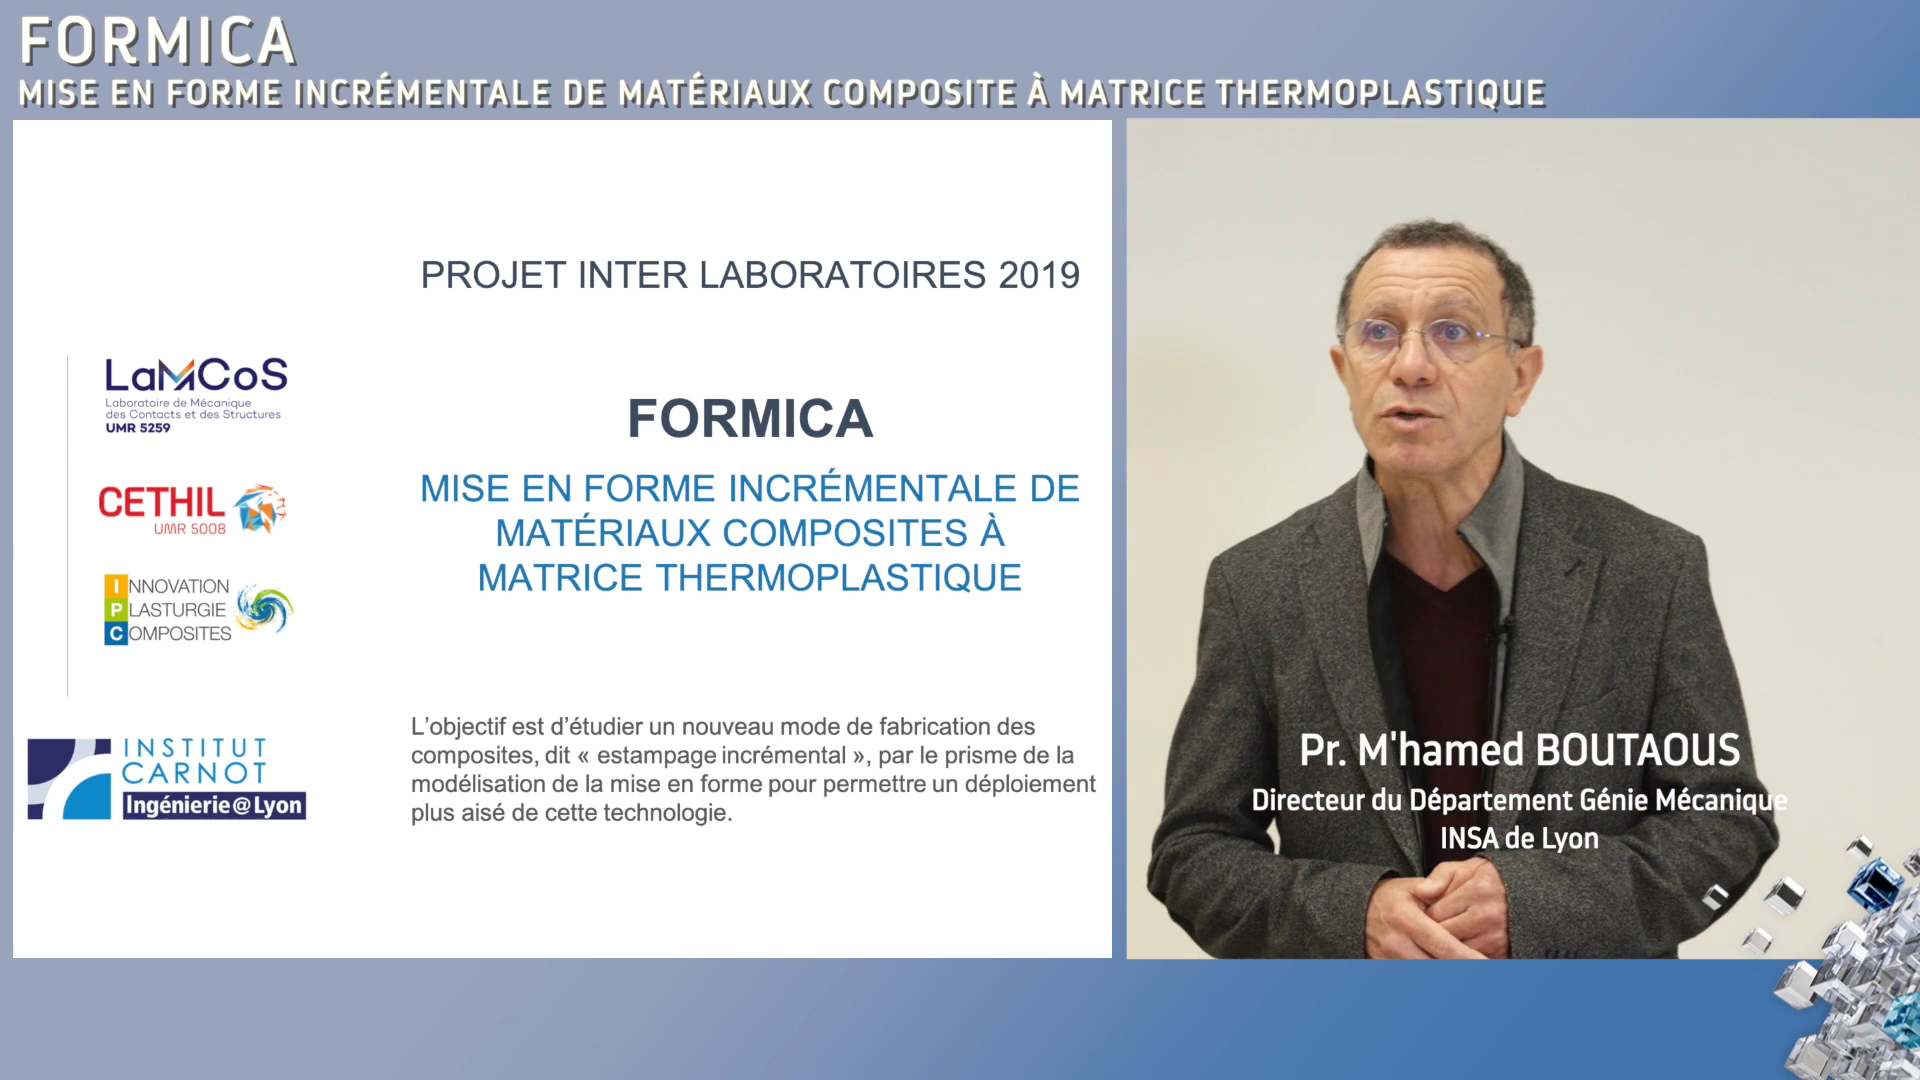 FORMICA
MISE EN FORME INCRÉMENTALE DE MATÉRIAUX COMPOSITE À MATRICE THERMOPLASTIQUE
PROJET INTER LABORATOIRES 2019
LaMCoS
Laboratoire de Mécanique
des Contacts et des Structures
UMR 5259
CETHIL
UMR 5008
INNOVATION
PLASTURGIE
COMPOSITES
INSTITUT
CARNOT
Ingénierie@Lyon
FORMICA
MISE EN FORME INCRÉMENTALE DE
MATÉRIAUX COMPOSITES À
MATRICE THERMOPLASTIQUE
L’objectif est d’étudier un nouveau mode de fabrication des
composites, dit « estampage incrémental », par le prisme de la
modélisation de la mise en forme pour permettre un déploiement
plus aisé de cette technologie.
Pr. M'hamed BOUTAOUS
Directeur du Département Génie Mécanique
INSA de Lyon